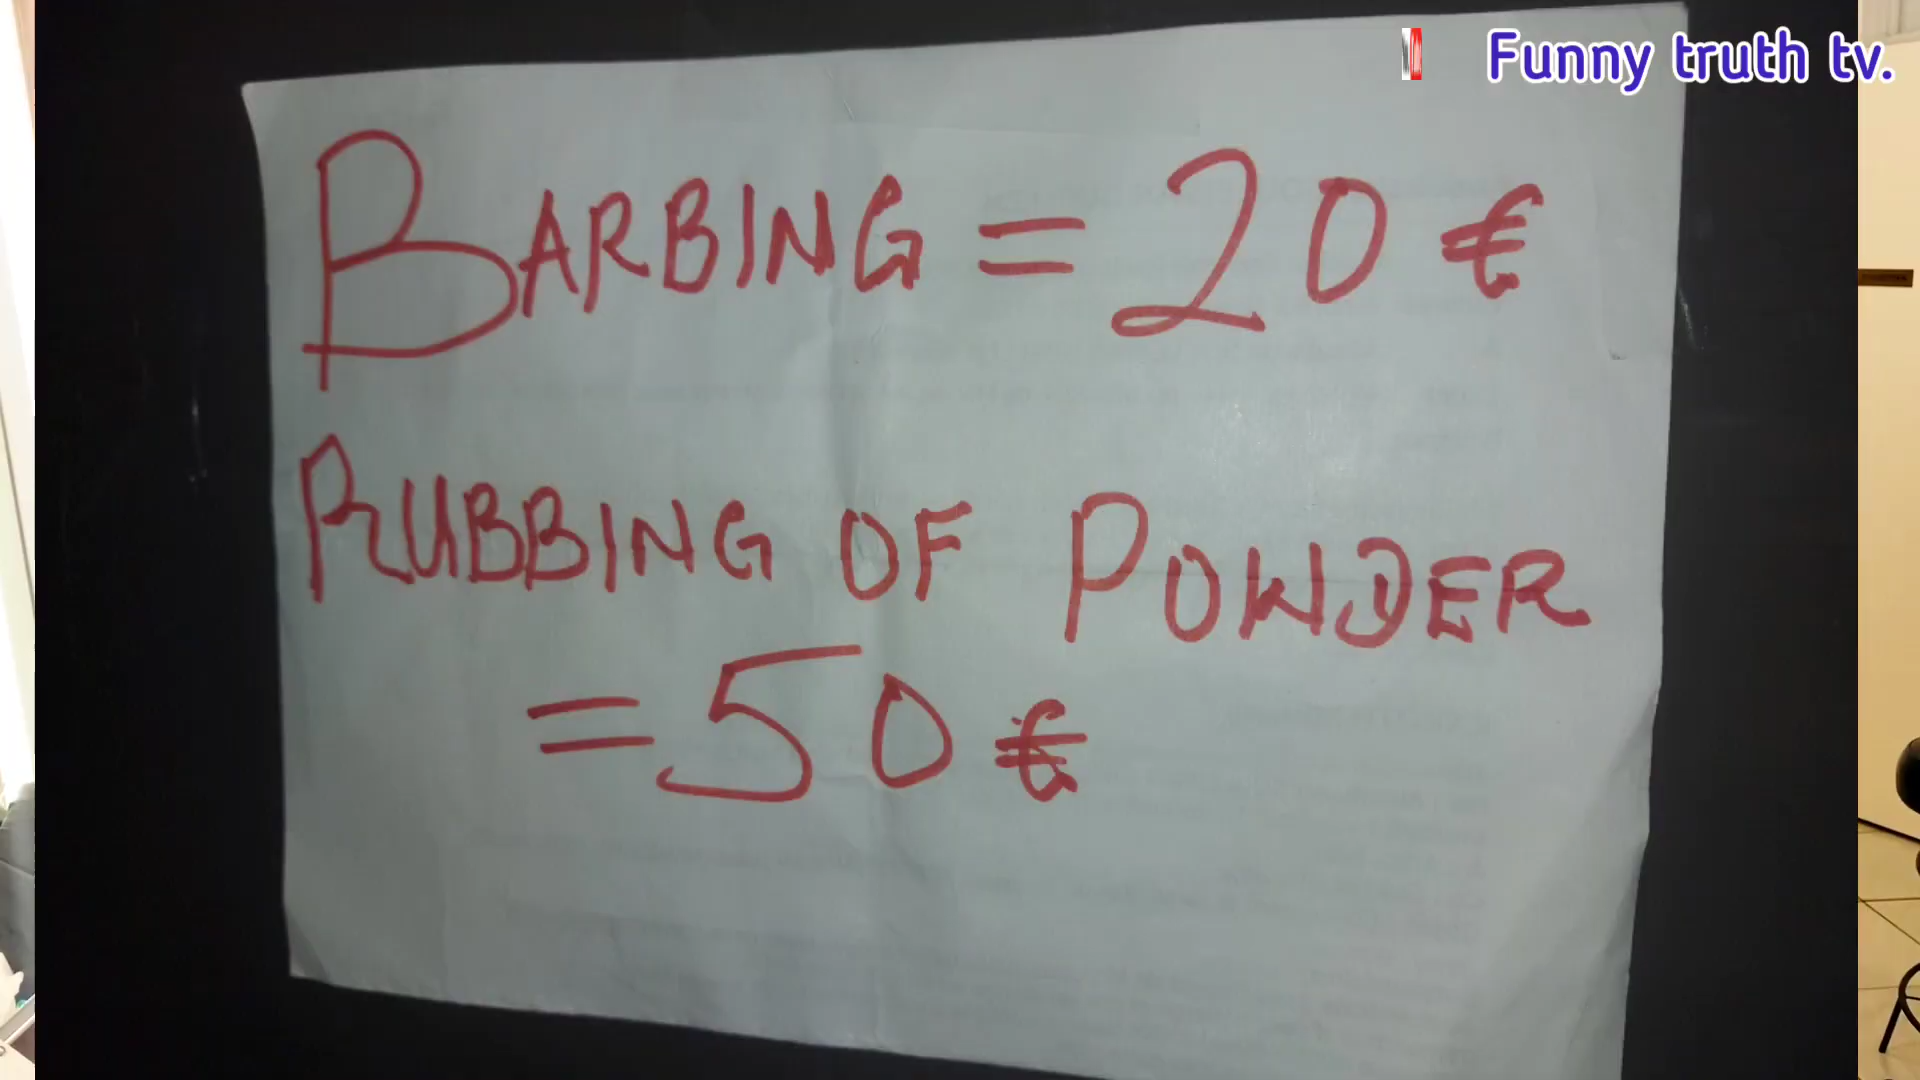 Funny truth tv.
BARBING = 20 €
RUBBING OF POWDER
= 50 €